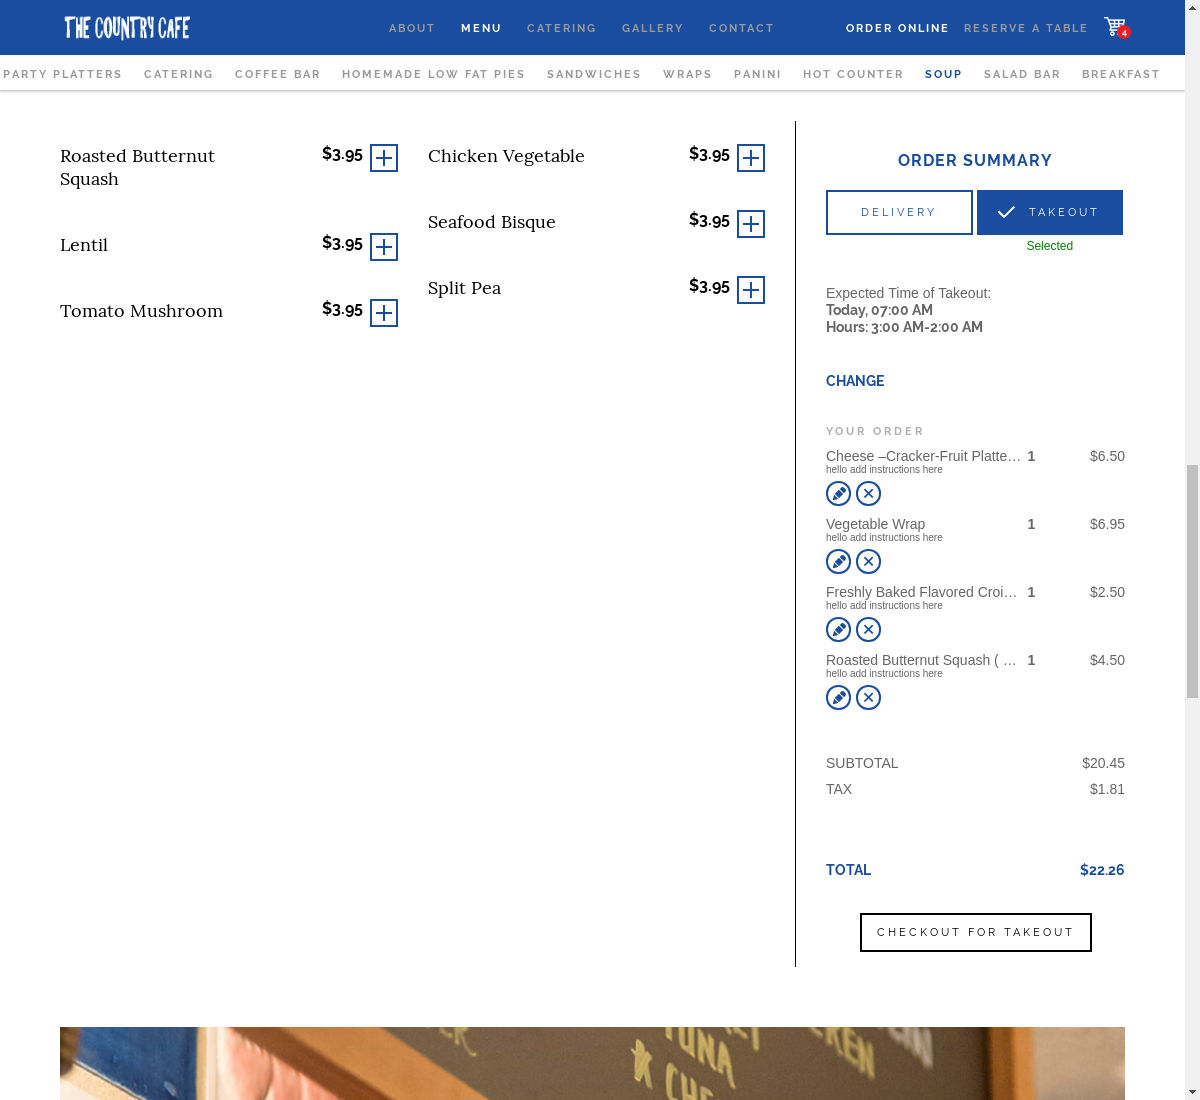 THE COUNTRY CAFE
ABOUT MENU CATERING GALLERY CONTACT ORDER ONLINE RESERVE A TABLE 4
PARTY PLATTERS CATERING COFFEE BAR HOMEMADE LOW FAT PIES SANDWICHES WRAPS PANINI HOT COUNTER SOUP SALAD BAR BREAKFAST
Roasted Butternut Squash $3.95
Lentil $3.95
Tomato Mushroom $3.95
Chicken Vegetable $3.95
Seafood Bisque $3.95
Split Pea $3.95
ORDER SUMMARY
DELIVERY TAKEOUT
Selected
Expected Time of Takeout:
Today, 07:00 AM
Hours: 3:00 AM-2:00 AM
CHANGE
YOUR ORDER
Cheese –Cracker-Fruit Platte… 1 $6.50
hello add instructions here
Vegetable Wrap 1 $6.95
hello add instructions here
Freshly Baked Flavored Croi… 1 $2.50
hello add instructions here
Roasted Butternut Squash ( … 1 $4.50
hello add instructions here
SUBTOTAL $20.45
TAX $1.81
TOTAL $22.26
CHECKOUT FOR TAKEOUT
TUNA